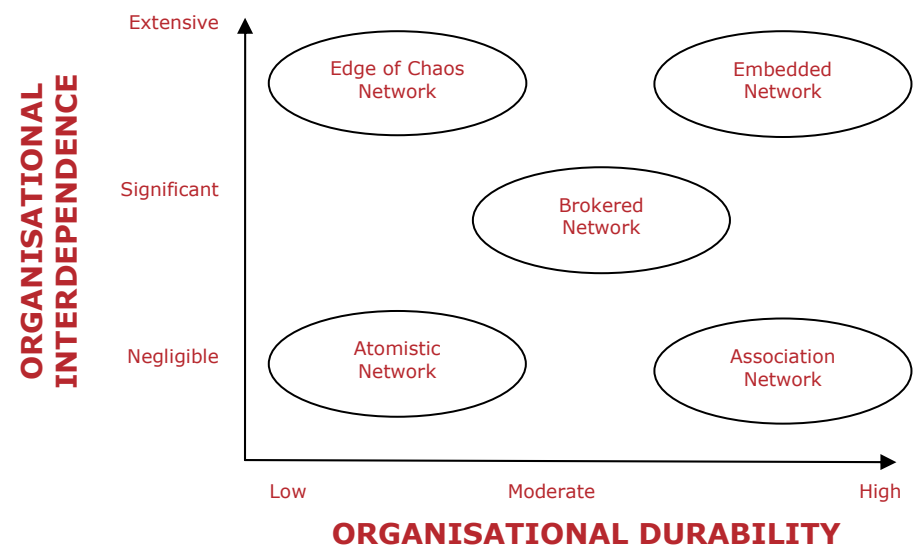 Extensive
Edge of Chaos
Network
Embedded
Network
ORGANISATIONAL
INTERDEPENDENCE
Significant
Brokered
Network
Negligible
Atomistic
Network
Association
Network
Low
Moderate
High
ORGANISATIONAL DURABILITY